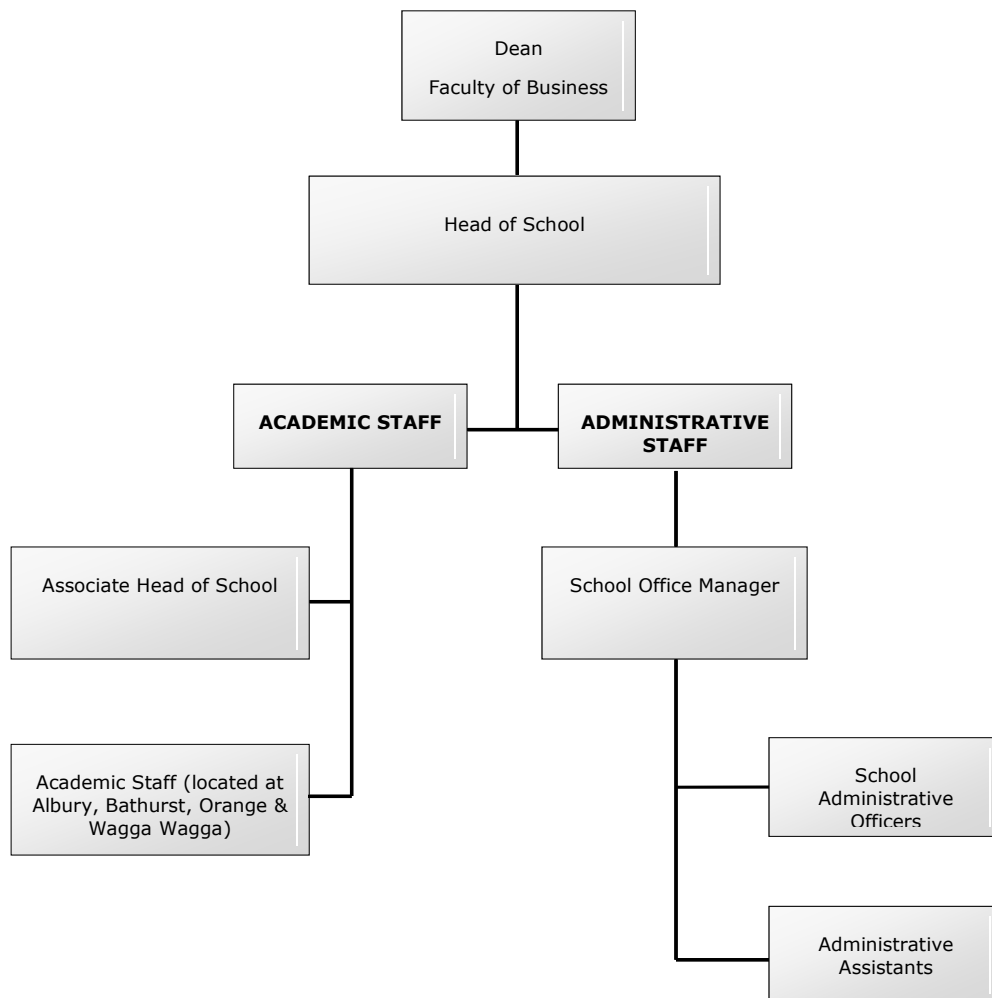 Dean
Faculty of Business
Head of School
ACADEMIC STAFF
ADMINISTRATIVE
STAFF
Associate Head of School
School Office Manager
Academic Staff (located at
Albury, Bathurst, Orange &
Wagga Wagga)
School
Administrative
Officers
Administrative
Assistants